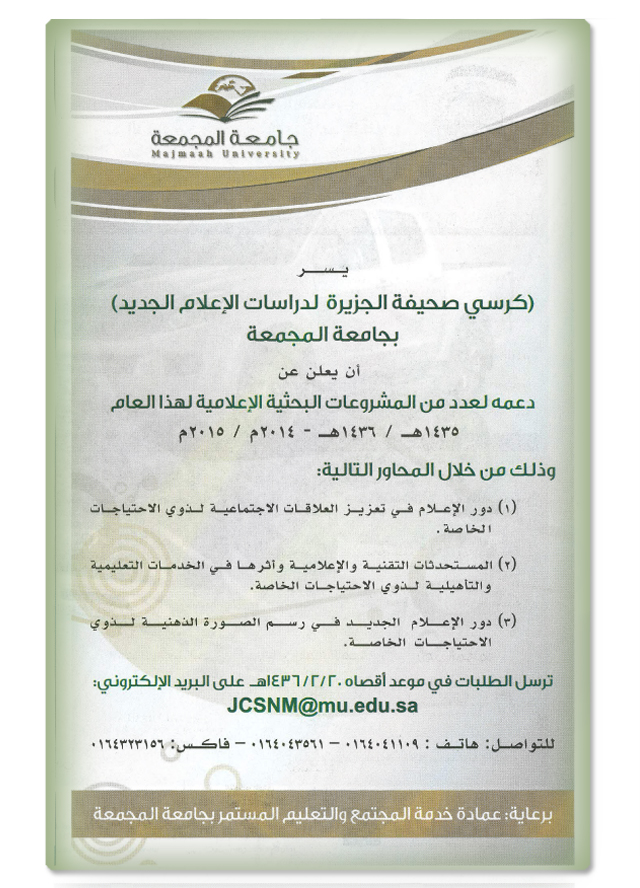 جامعة المجمعة
Majmaah University
يـســـر
(كرسي صحيفة الجزيرة لدراسات الإعلام الجديد)
بجامعة المجمعة
أن يعلن عن
دعمه لعدد من المشروعات البحثية الإعلامية لهذا العام
١٤٣٥هـ / ١٤٣٦هـ - ٢٠١٤م / ٢٠١٥م
وذلك من خلال المحاور التالية:
(١) دور الإعلام في تعزيز العلاقات الاجتماعية لذوي الاحتياجات
الخاصة .
(٢) المستحدثات التقنية والإعلامية وأثرها في الخدمات التعليمية
والتأهيلية لذوي الاحتياجات الخاصة.
(٣) دور الإعلام الجديد في رسم الصورة الذهنية لذوي
الاحتياجات الخاصة.
ترسل الطلبات في موعد أقصاه ١٤٣٦/٢/٢٠هـ على البريد الإلكتروني:
JCSNM@mu.edu.sa
للتواصل: هاتف : ٠١٦٤٠٤١١٠٩ – ٠١٦٤٠٤٣٥٦١ – فاكس: ٠١٦٤٣٢٣١٥٦
برعاية: عمادة خدمة المجتمع والتعليم المستمر بجامعة المجمعة